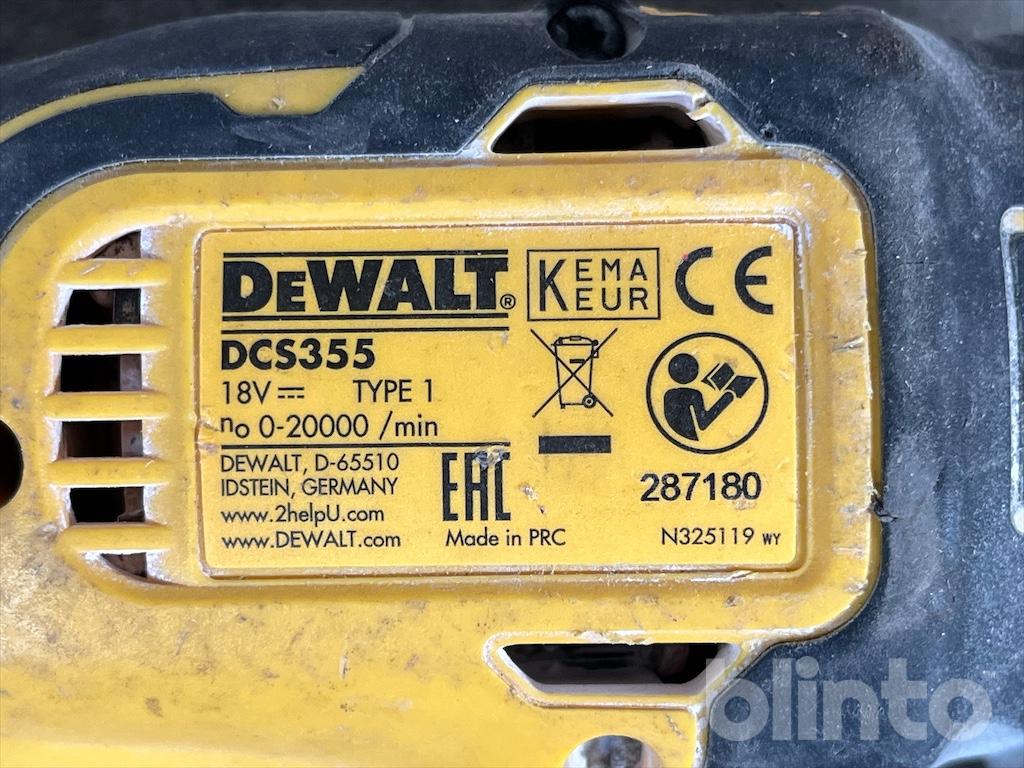 DEWALT®
KEMA
KEUR
CE
DCS355
18V TYPE 1
no 0-20000 /min
DEWALT, D-65510
IDSTEIN, GERMANY
www.2helpU.com
www.DEWALT.com
EAC
Made in PRC
287180
N325119 WY
blinto